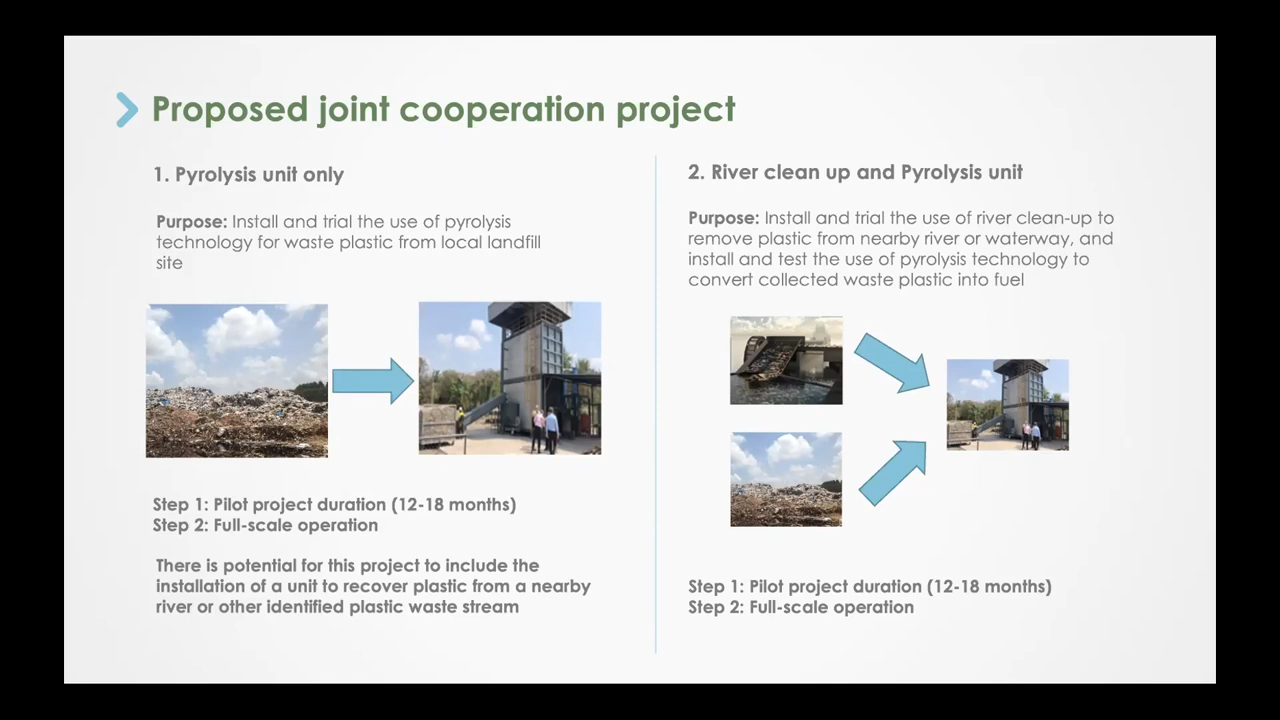 Proposed joint cooperation project
1. Pyrolysis unit only
Purpose: Install and trial the use of pyrolysis
technology for waste plastic from local landfill
site
Step 1: Pilot project duration (12-18 months)
Step 2: Full-scale operation
There is potential for this project to include the
installation of a unit to recover plastic from a nearby
river or other identified plastic waste stream
2. River clean up and Pyrolysis unit
Purpose: Install and trial the use of river clean-up to
remove plastic from nearby river or waterway, and
install and test the use of pyrolysis technology to
convert collected waste plastic into fuel
Step 1: Pilot project duration (12-18 months)
Step 2: Full-scale operation